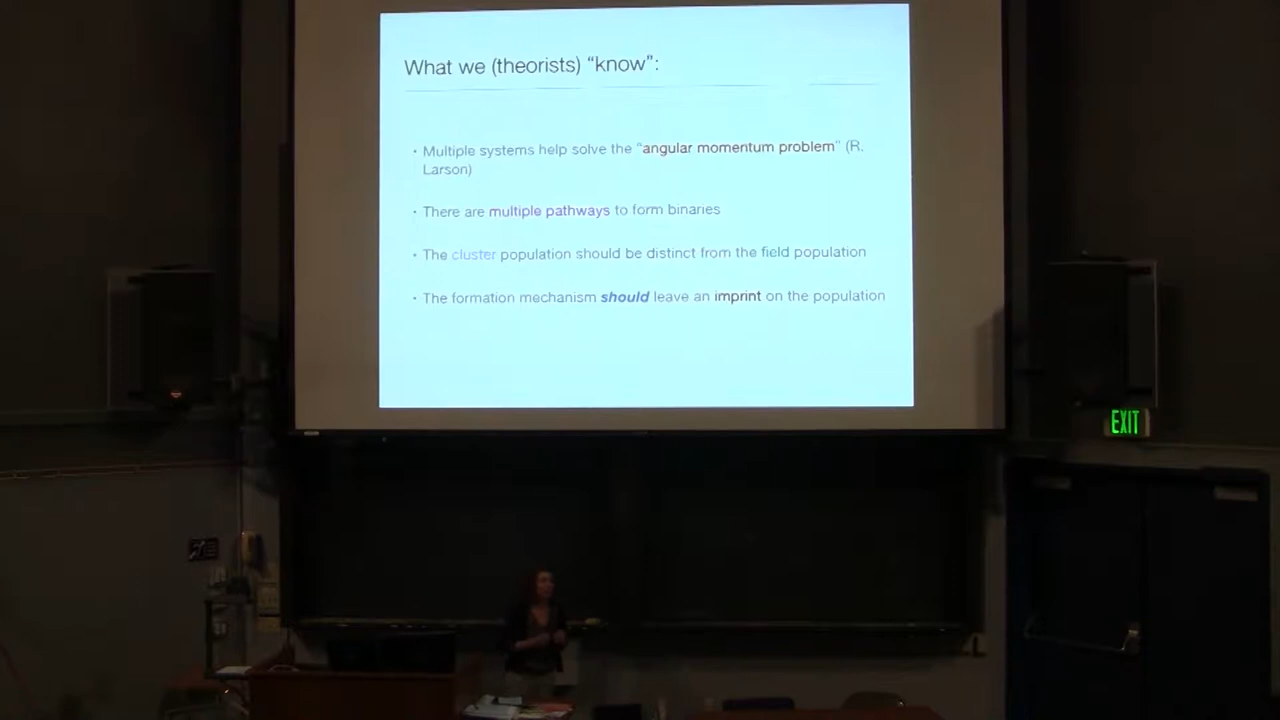 What we (theorists) “know”:
• Multiple systems help solve the “angular momentum problem” (R.
Larson)
• There are multiple pathways to form binaries
• The cluster population should be distinct from the field population
• The formation mechanism should leave an imprint on the population
EXIT